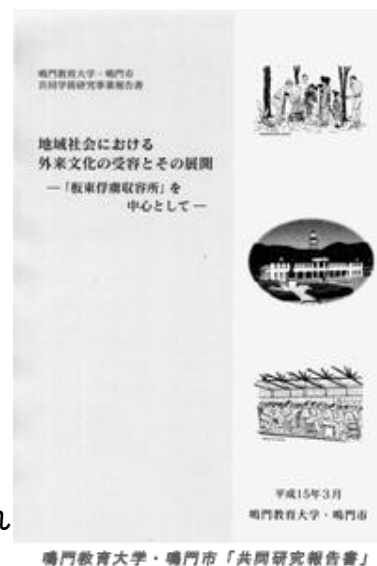 鳴門教育大学・鳴門市
共同学術研究事業報告書
地域社会における
外来文化の受容とその展開
―「板東俘虜収容所」を
中心として―
平成15年3月
鳴門教育大学・鳴門市
鳴門教育大学・鳴門市「共同研究報告書」